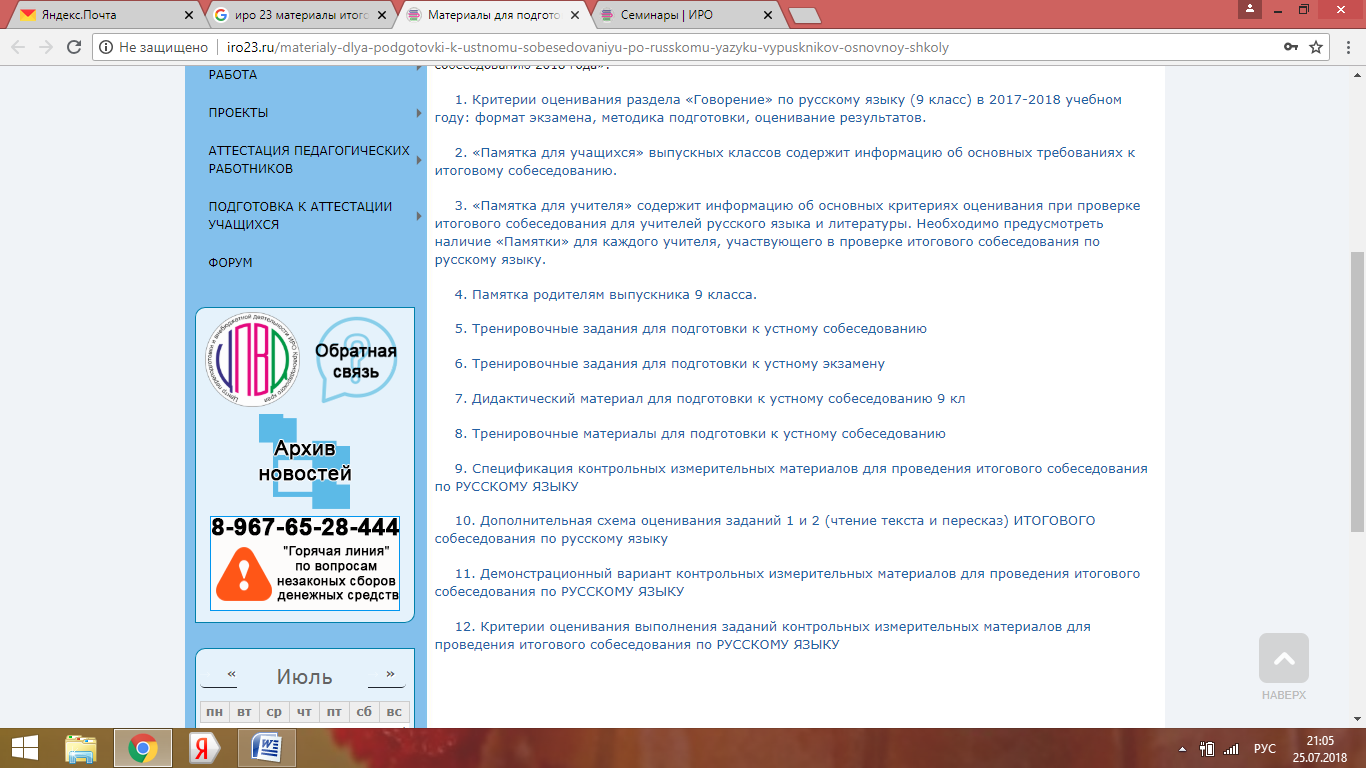 Яндекс.Почта
иро 23 материалы итого
Материалы для подгото
Семинары | ИРО
Не защищено
iro23.ru/materialy-dlya-podgotovki-k-ustnomu-sobesedovaniyu-po-russkomu-yazyku-vypusknikov-osnovnoy-shkoly
РАБОТА
ПРОЕКТЫ
АТТЕСТАЦИЯ ПЕДАГОГИЧЕСКИХ
РАБОТНИКОВ
ПОДГОТОВКА К АТТЕСТАЦИИ
УЧАЩИХСЯ
ФОРУМ
Обратная
связь
Архив
новостей
8-967-65-28-444
"Горячая линия"
по вопросам
незаконых сборов
денежных средств
«
Июль
»
пн вт ср чт пт сб вс
собеседованию 2018 года».
1. Критерии оценивания раздела «Говорение» по русскому языку (9 класс) в 2017-2018 учебном
году: формат экзамена, методика подготовки, оценивание результатов.
2. «Памятка для учащихся» выпускных классов содержит информацию об основных требованиях к
итоговому собеседованию.
3. «Памятка для учителя» содержит информацию об основных критериях оценивания при проверке
итогового собеседования для учителей русского языка и литературы. Необходимо предусмотреть
наличие «Памятки» для каждого учителя, участвующего в проверке итогового собеседования по
русскому языку.
4. Памятка родителям выпускника 9 класса.
5. Тренировочные задания для подготовки к устному собеседованию
6. Тренировочные задания для подготовки к устному экзамену
7. Дидактический материал для подготовки к устному собеседованию 9 кл
8. Тренировочные материалы для подготовки к устному собеседованию
9. Спецификация контрольных измерительных материалов для проведения итогового собеседования
по РУССКОМУ ЯЗЫКУ
10. Дополнительная схема оценивания заданий 1 и 2 (чтение текста и пересказ) ИТОГОВОГО
собеседования по русскому языку
11. Демонстрационный вариант контрольных измерительных материалов для проведения итогового
собеседования по РУССКОМУ ЯЗЫКУ
12. Критерии оценивания выполнения заданий контрольных измерительных материалов для
проведения итогового собеседования по РУССКОМУ ЯЗЫКУ
НАВЕРХ
РУС
21:05
25.07.2018